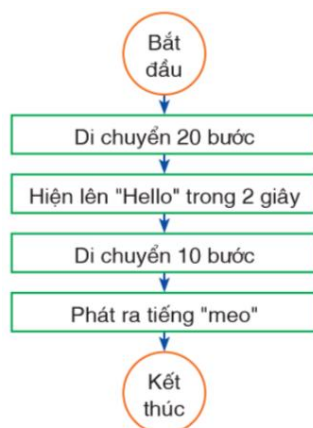 Bắt
đầu
Di chuyển 20 bước
Hiện lên "Hello" trong 2 giây
Di chuyển 10 bước
Phát ra tiếng "meo"
Kết
thúc